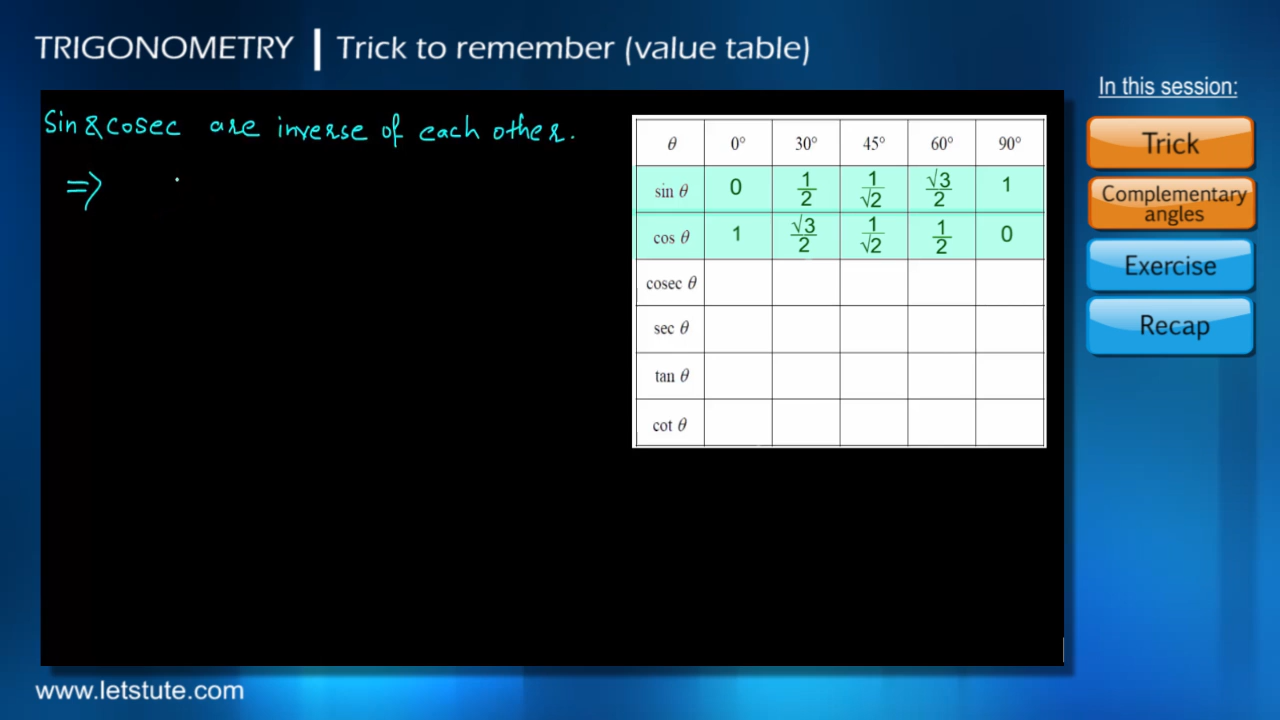 TRIGONOMETRY | Trick to remember (value table)
In this session:
Trick
Complementary
angles
Exercise
Recap
Sin & cosec are inverse of each other.
⇒
θ 0° 30° 45° 60° 90°
sin θ 0 1/2 1/√2 √3/2 1
cos θ 1 √3/2 1/√2 1/2 0
cosec θ
sec θ
tan θ
cot θ
www.letstute.com